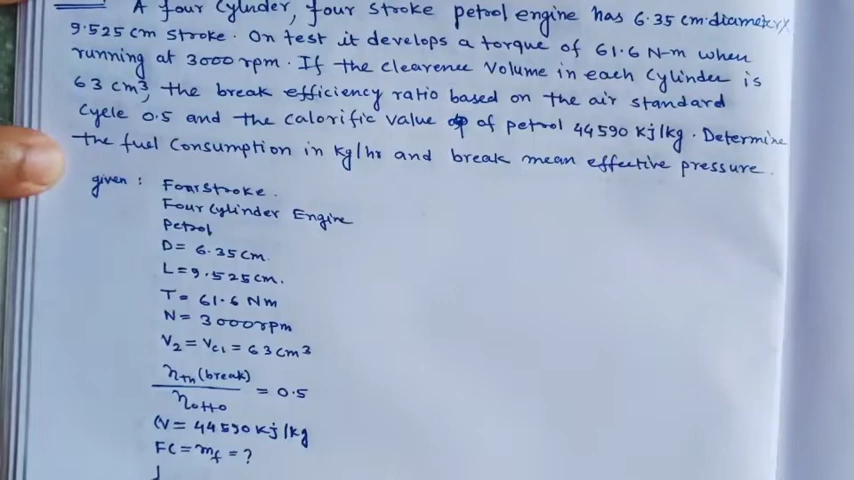 A four cylinder, four stroke petrol engine has 6.35 cm diameter,
9.525 cm stroke. On test it develops a torque of 61.6 N-m when
running at 3000 rpm. If the clearence volume in each cylinder is
63 cm³, the break efficiency ratio based on the air standard
cycle 0.5 and the calorific value of petrol 44590 kj/kg. Determine
the fuel consumption in kg/hr and break mean effective pressure.
given : Four stroke.
Four cylinder Engine
Petrol
D = 6.35 cm.
L = 9.525 cm.
T = 61.6 Nm
N = 3000 rpm
V₂ = Vc₁ = 63 cm³
ηth (break) / ηotto = 0.5
CV = 44590 kj/kg
FC = mf = ?